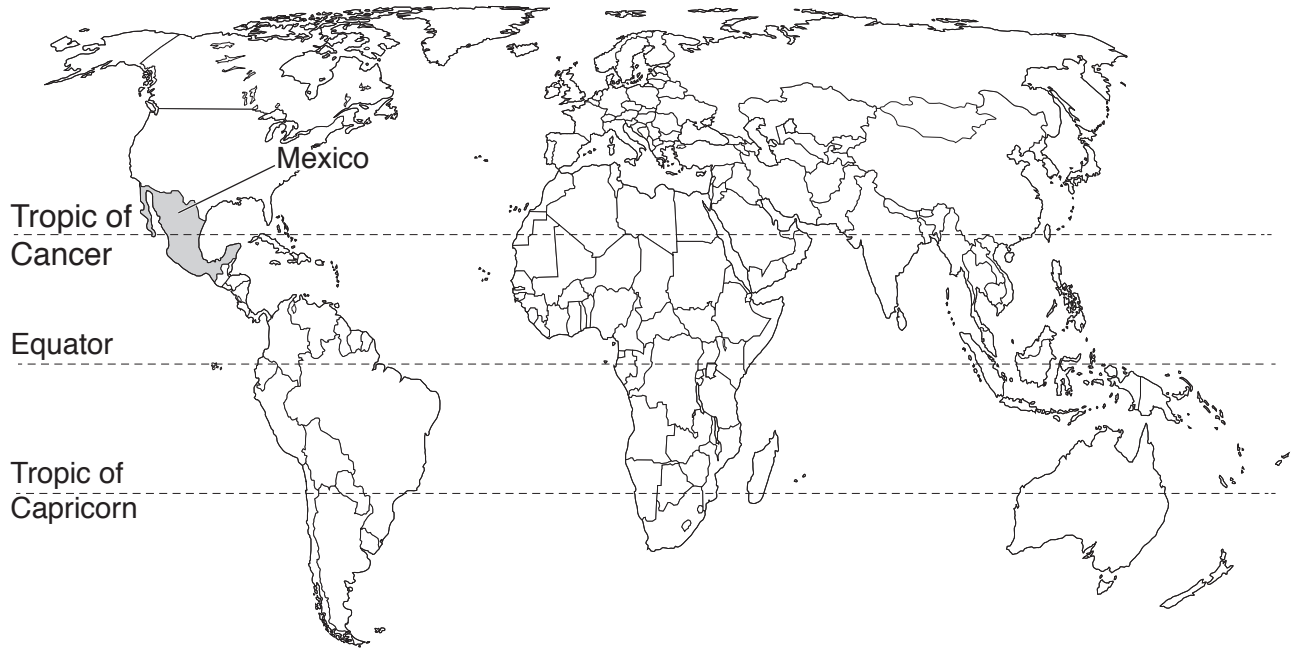 Mexico
Tropic of
Cancer
Equator
Tropic of
Capricorn